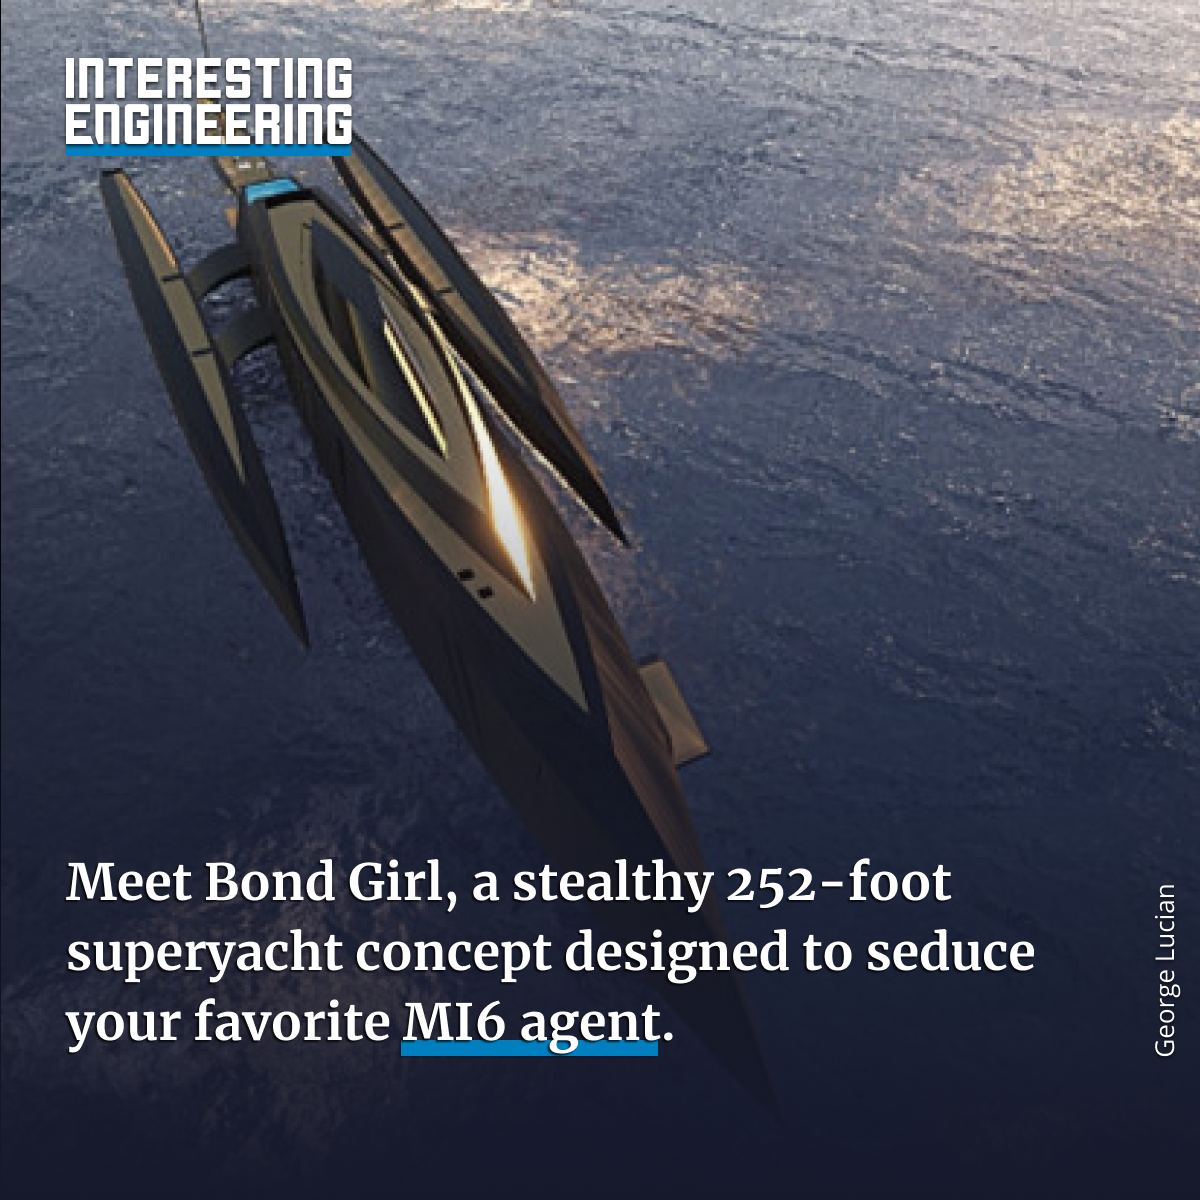 INTERESTING
ENGINEERING
Meet Bond Girl, a stealthy 252-foot
superyacht concept designed to seduce
your favorite MI6 agent.
George Lucian